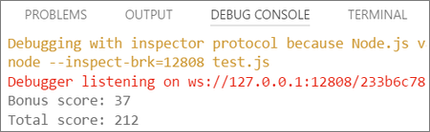 PROBLEMS OUTPUT DEBUG CONSOLE TERMINAL
Debugging with inspector protocol because Node.js v
node --inspect-brk=12808 test.js
Debugger listening on ws://127.0.0.1:12808/233b6c78
Bonus score: 37
Total score: 212